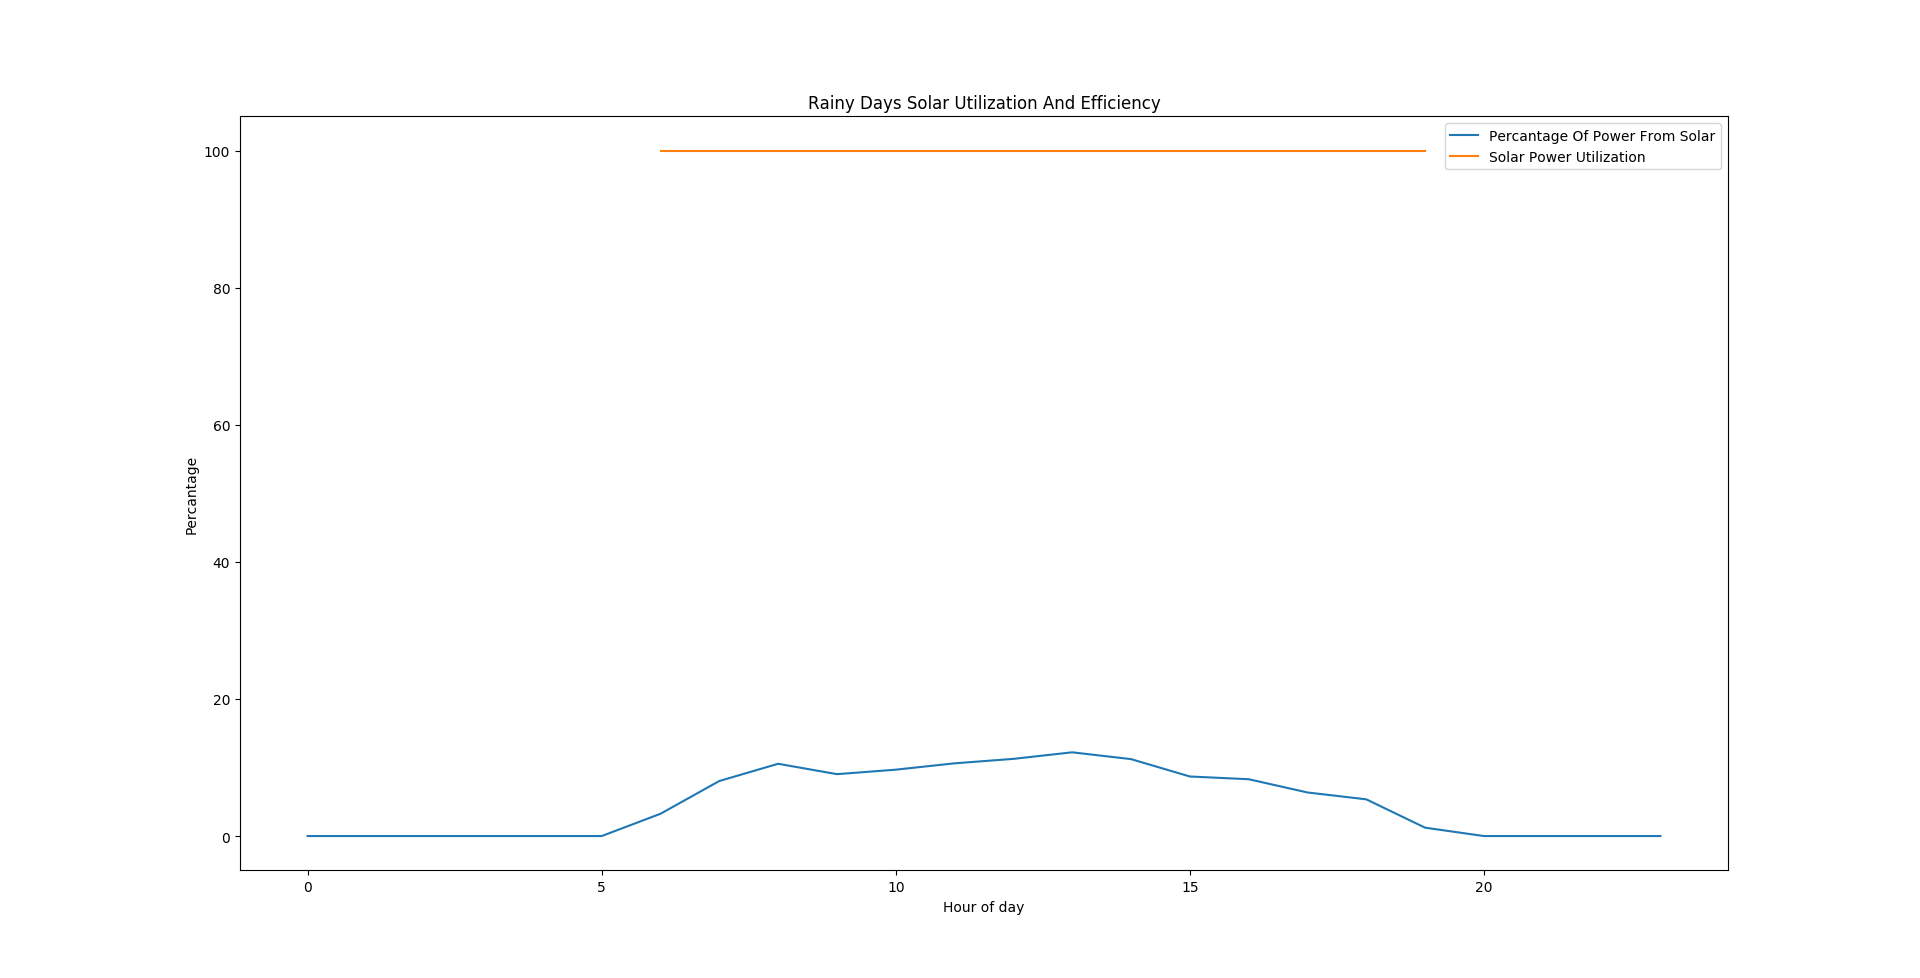 Rainy Days Solar Utilization And Efficiency
Percantage Of Power From Solar
Solar Power Utilization
100
80
60
40
20
0
Percantage
0 5 10 15 20
Hour of day